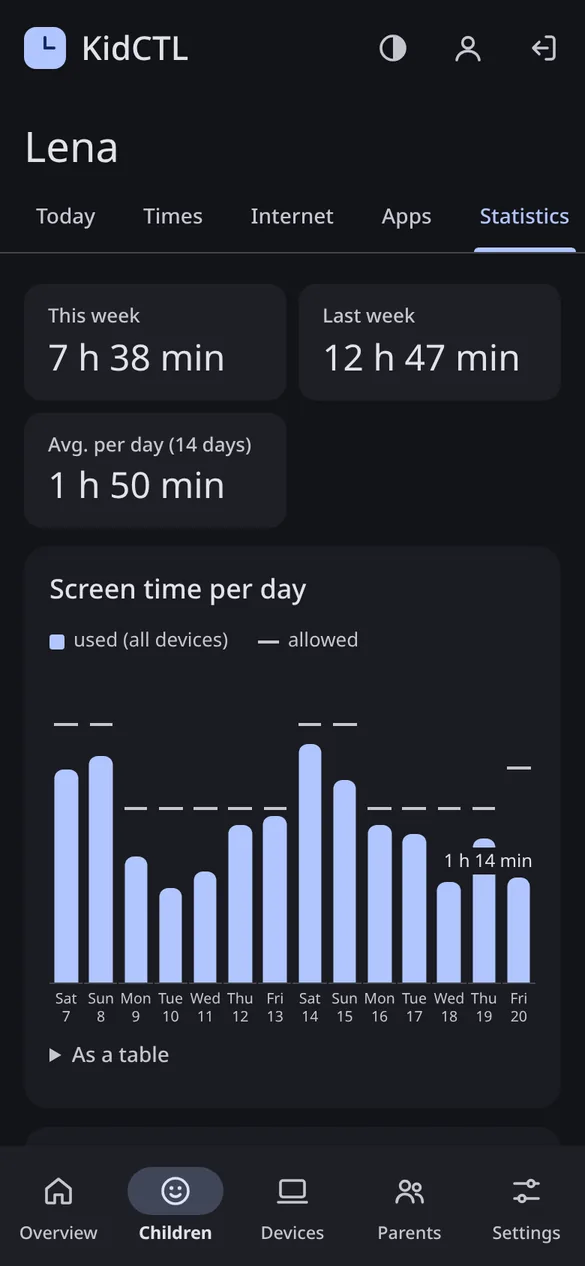 KidCTL
Lena
Today Times Internet Apps Statistics
This week
7 h 38 min
Last week
12 h 47 min
Avg. per day (14 days)
1 h 50 min
Screen time per day
used (all devices) allowed
1 h 14 min
Sat Sun Mon Tue Wed Thu Fri Sat Sun Mon Tue Wed Thu Fri
7 8 9 10 11 12 13 14 15 16 17 18 19 20
As a table
Overview Children Devices Parents Settings